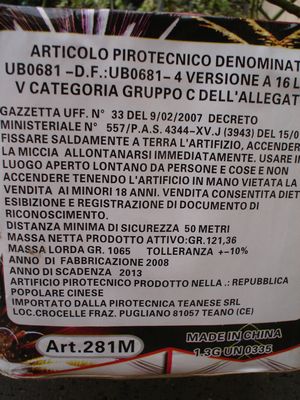 ARTICOLO PIROTECNICO DENOMINAT
UB0681 -D.F.:UB0681- 4 VERSIONE A 16 L
V CATEGORIA GRUPPO C DELL'ALLEGAT
GAZZETTA UFF. N° 33 DEL 9/02/2007 DECRETO
MINISTERIALE N° 557/P.A.S. 4344-XV.J (3943) DEL 15/0
FISSARE SALDAMENTE A TERRA L'ARTIFIZIO, ACCENDER
LA MICCIA ALLONTANARSI IMMEDIATAMENTE. USARE IN
LUOGO APERTO LONTANO DA PERSONE E COSE E NON
ACCENDERE TENENDO L'ARTIFICIO IN MANO VIETATA LA
VENDITA AI MINORI 18 ANNI. VENDITA CONSENTITA DIET
ESIBIZIONE E REGISTRAZIONE DI DOCUMENTO DI
RICONOSCIMENTO.
DISTANZA MINIMA DI SICUREZZA 50 METRI
MASSA NETTA PRODOTTO ATTIVO:GR.121,36
MASSA LORDA GR. 1065 TOLLERANZA +-10%
ANNO DI FABBRICAZIONE 2008
ANNO DI SCADENZA 2013
ARTIFICIO PIROTECNICO PRODOTTO NELLA .: REPUBBLICA
POPOLARE CINESE
IMPORTATO DALLA PIROTECNICA TEANESE SRL
LOC.CROCELLE FRAZ. PUGLIANO 81057 TEANO (CE)
Art.281M
MADE IN CHINA
1.3G UN 0335